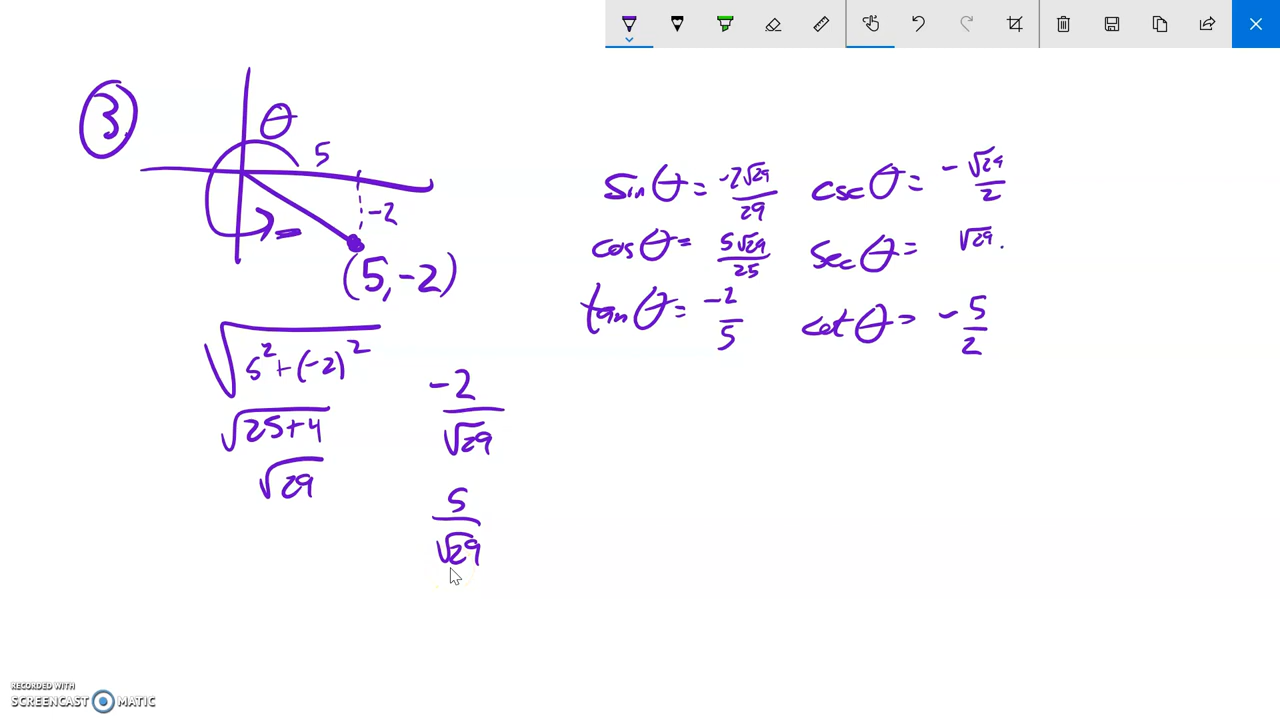 ③
θ
5
-2
(5, -2)
√(5² + (-2)²)
√(25+4)
√29
-2/√29
5/√29
sin θ = -2√29/29
cos θ = 5√29/25
tan θ = -2/5
csc θ = -√29/2
sec θ = √29.
cot θ = -5/2
RECORDED WITH
SCREENCAST MATIC